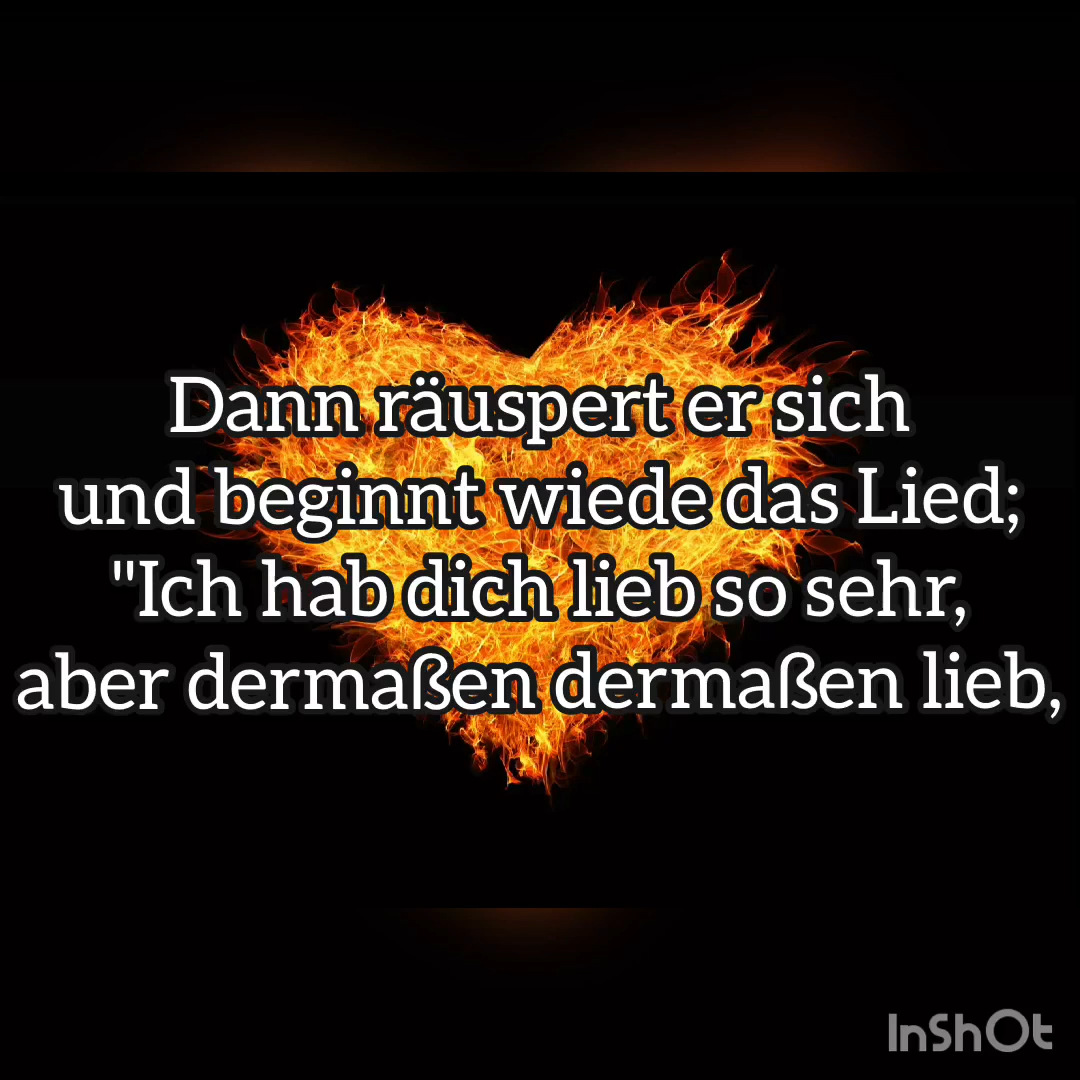 Dann räuspert er sich
und beginnt wiede das Lied;
"Ich hab dich lieb so sehr,
aber dermaßen dermaßen lieb,
InShOt